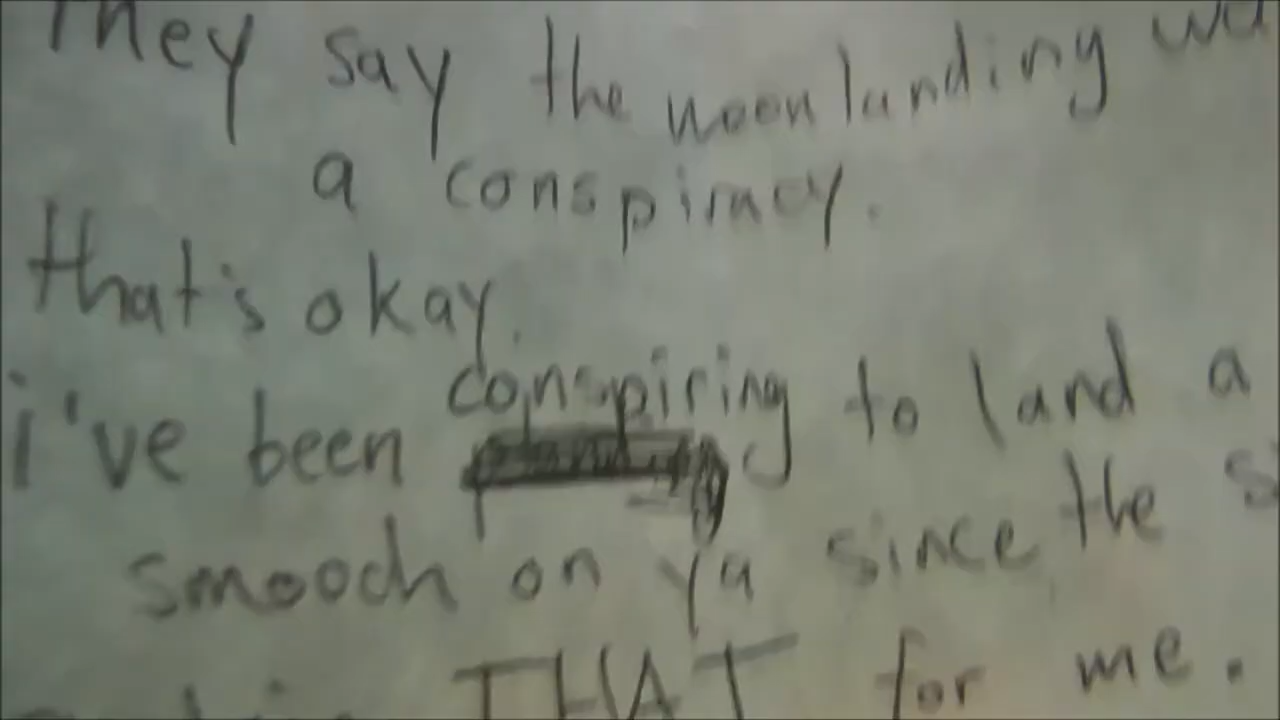 They say the moonlanding
a conspiracy.
that's okay.
i've been conspiring to land a
smooch on ya since the
THAT for me.